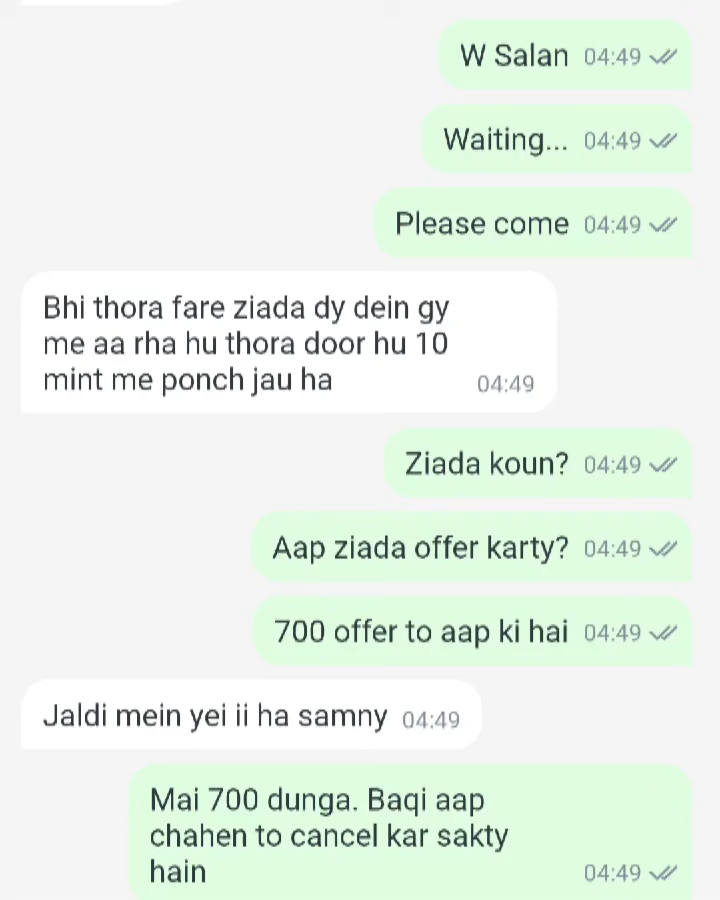 W Salan 04:49
Waiting... 04:49
Please come 04:49
Bhi thora fare ziada dy dein gy
me aa rha hu thora door hu 10
mint me ponch jau ha 04:49
Ziada koun? 04:49
Aap ziada offer karty? 04:49
700 offer to aap ki hai 04:49
Jaldi mein yei ii ha samny 04:49
Mai 700 dunga. Baqi aap
chahen to cancel kar sakty
hain 04:49